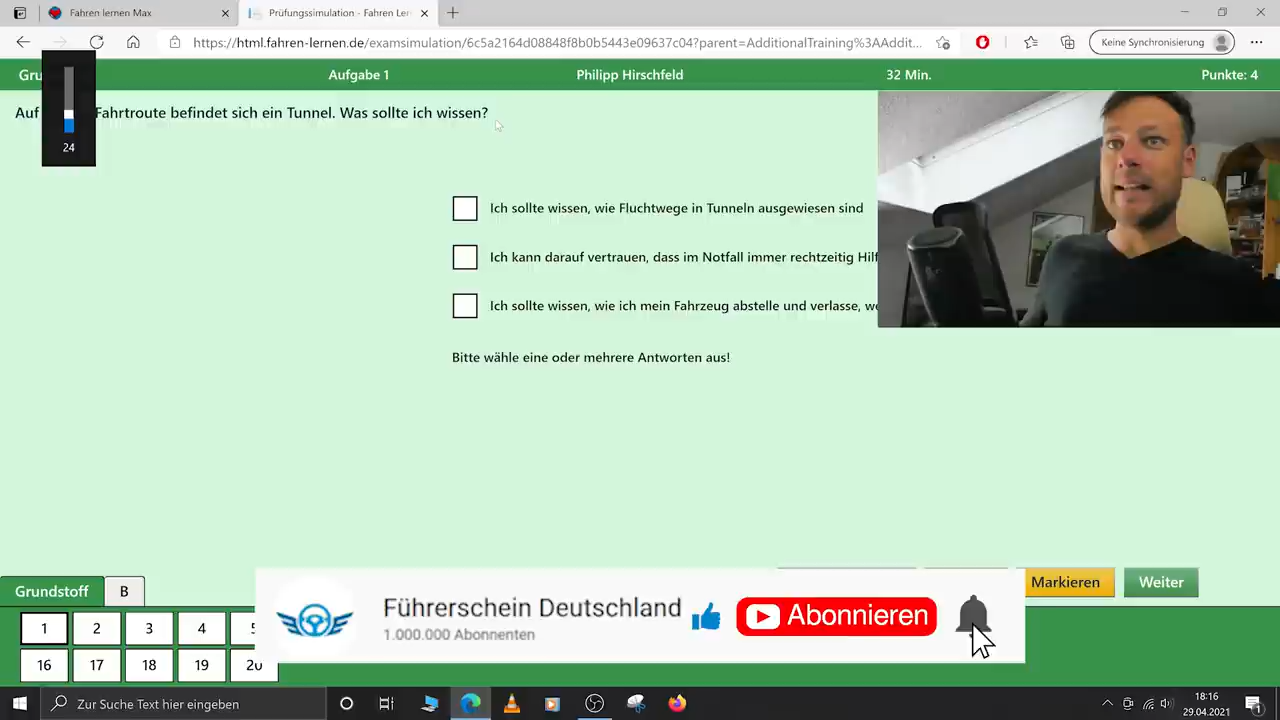 Fahren lernen Max
Prüfungssimulation - Fahren Ler
https://html.fahren-lernen.de/examsimulation/6c5a2164d08848f8b0b5443e09637c04?parent=AdditionalTraining%3AAddit...
Keine Synchronisierung
Gru
Aufgabe 1
Philipp Hirschfeld
32 Min.
Punkte: 4
Auf Fahrtroute befindet sich ein Tunnel. Was sollte ich wissen?
24
Ich sollte wissen, wie Fluchtwege in Tunneln ausgewiesen sind
Ich kann darauf vertrauen, dass im Notfall immer rechtzeitig Hilf
Ich sollte wissen, wie ich mein Fahrzeug abstelle und verlasse, we
Bitte wähle eine oder mehrere Antworten aus!
Grundstoff
B
Markieren
Weiter
1 2 3 4 5
16 17 18 19 20
Führerschein Deutschland
1.000.000 Abonnenten
Abonnieren
Zur Suche Text hier eingeben
18:16
29.04.2021
1